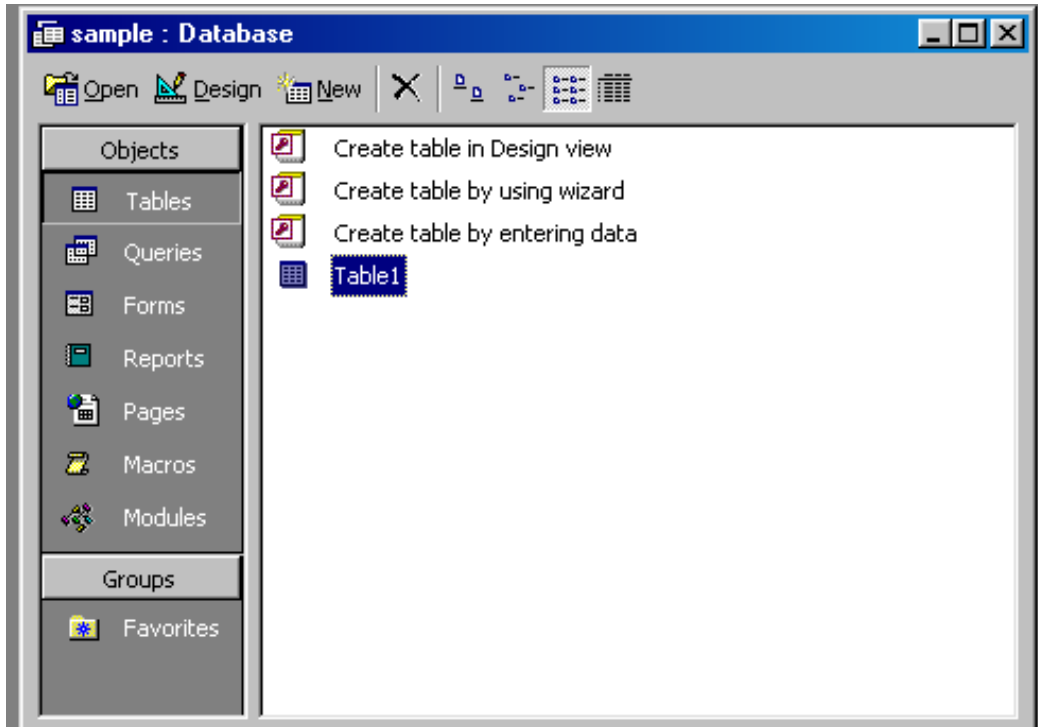 sample : Database
Open Design New
Objects
Tables
Queries
Forms
Reports
Pages
Macros
Modules
Groups
Favorites
Create table in Design view
Create table by using wizard
Create table by entering data
Table1